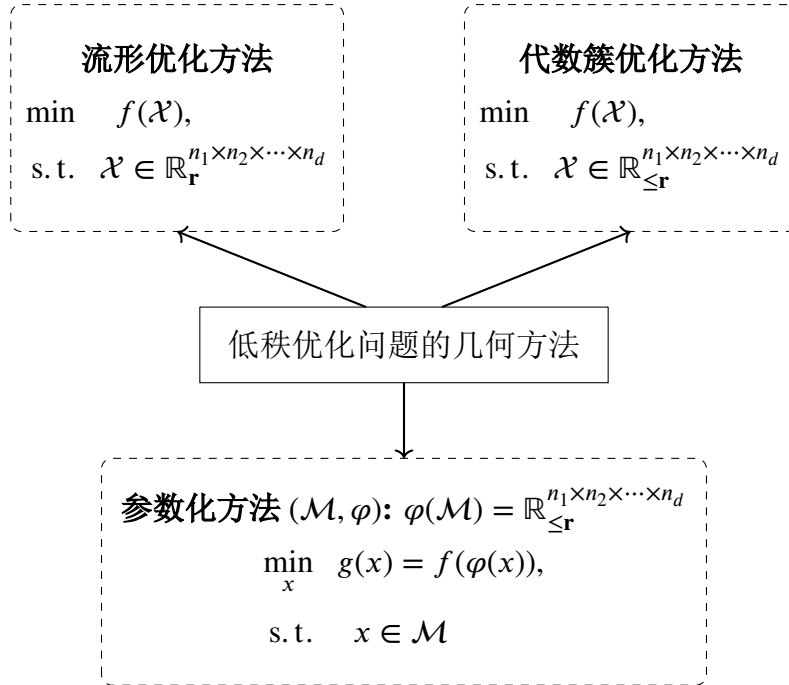 流形优化方法
min f(𝒳),
s.t. 𝒳 ∈ ℝ_𝐫^{n₁×n₂×⋯×n_d}
代数簇优化方法
min f(𝒳),
s.t. 𝒳 ∈ ℝ_{≤𝐫}^{n₁×n₂×⋯×n_d}
低秩优化问题的几何方法
参数化方法 (ℳ, φ): φ(ℳ) = ℝ_{≤𝐫}^{n₁×n₂×⋯×n_d}
min_x g(x) = f(φ(x)),
s.t. x ∈ ℳ